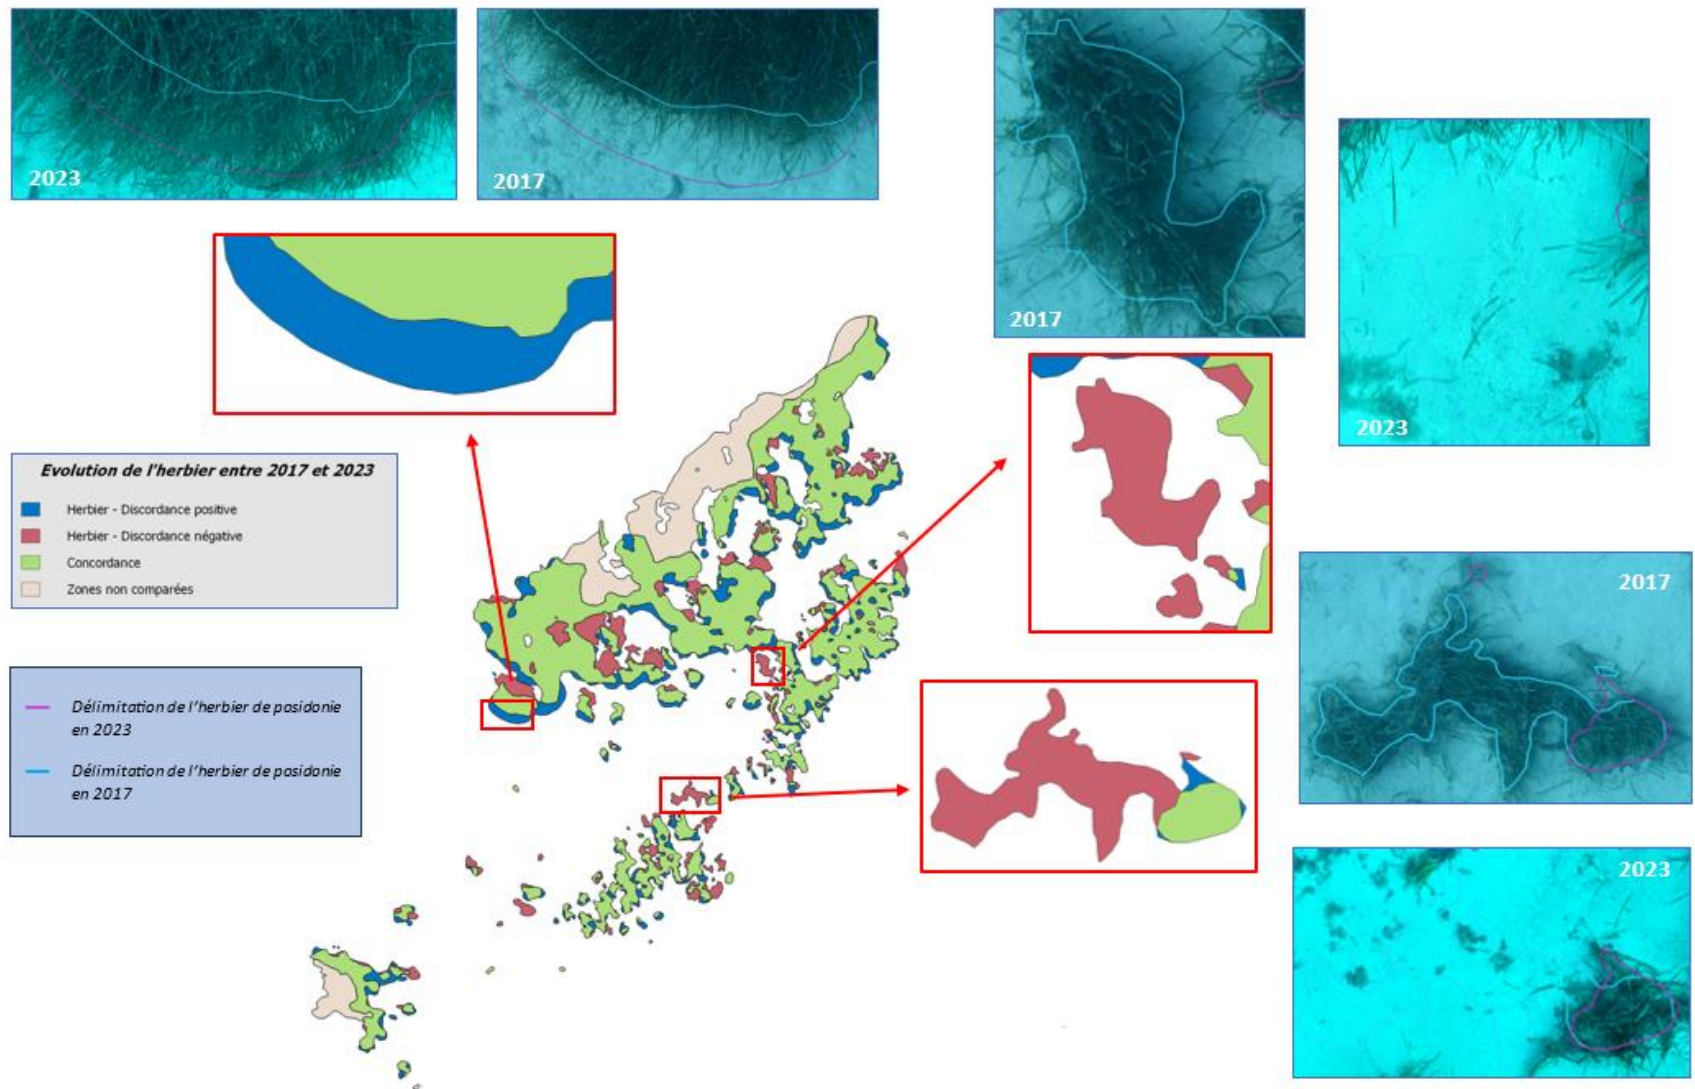 2023
2017
2017
2023
Evolution de l'herbier entre 2017 et 2023
Herbier - Discordance positive
Herbier - Discordance négative
Concordance
Zones non comparées
2017
Délimitation de l'herbier de posidonie
en 2023
Délimitation de l'herbier de posidonie
en 2017
2023